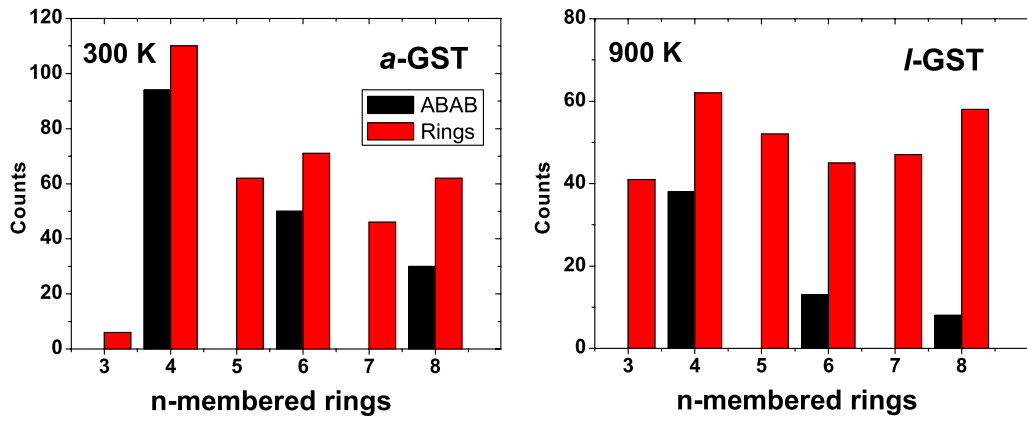 120
100
80
60
40
20
0
Counts
300 K
a-GST
ABAB
Rings
3 4 5 6 7 8
n-membered rings
80
60
40
20
0
Counts
900 K
l-GST
3 4 5 6 7 8
n-membered rings